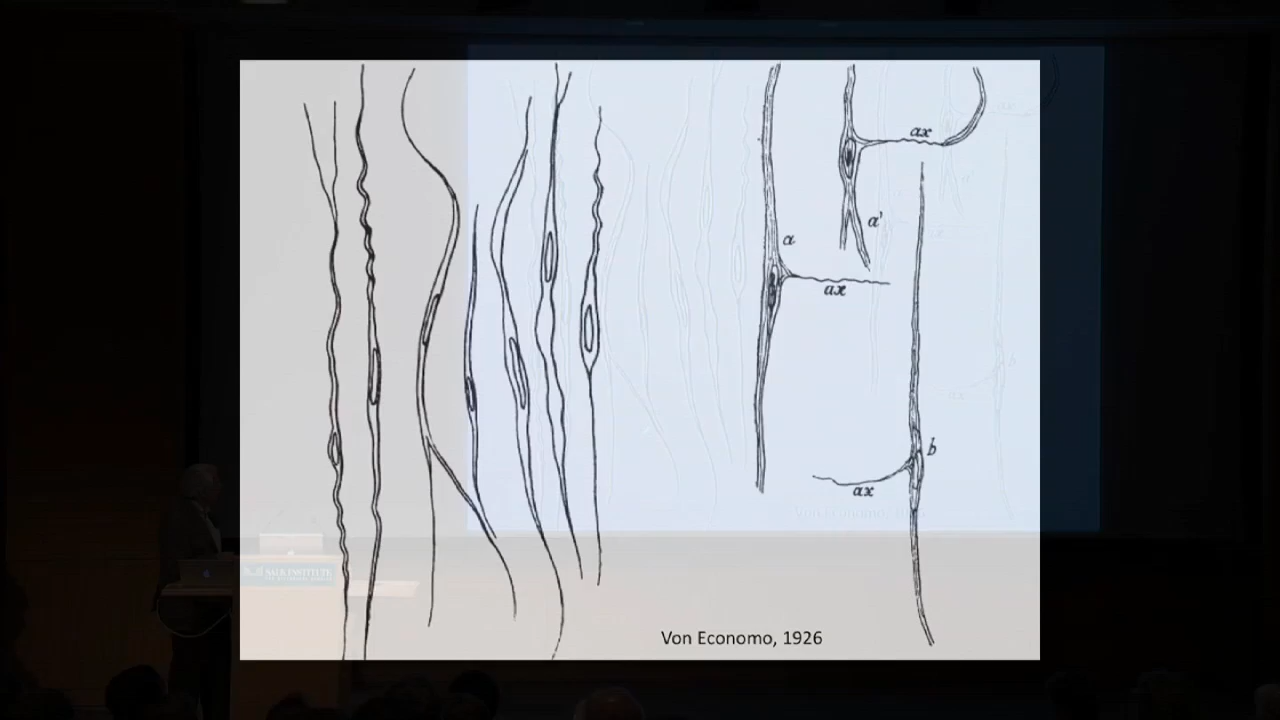 ax
a'
a
ax
b
ax
SALK INSTITUTE
Von Economo, 1926